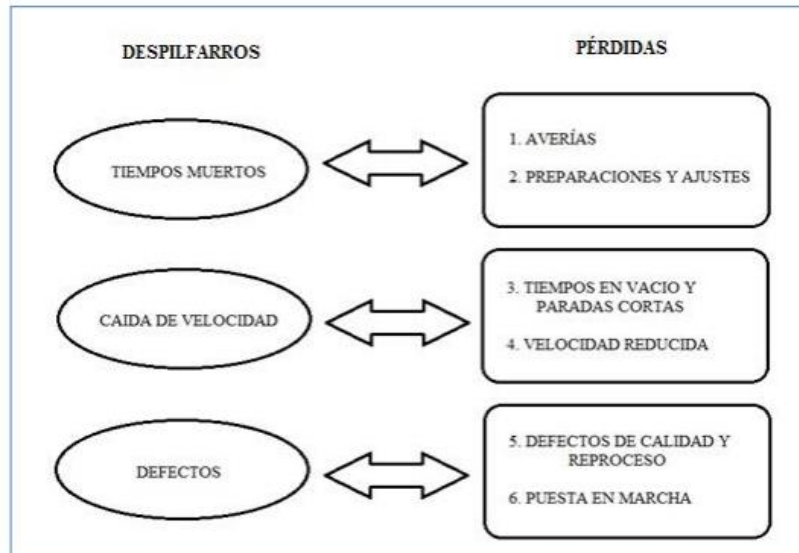 DESPILFARROS
PÉRDIDAS
TIEMPOS MUERTOS
1. AVERÍAS
2. PREPARACIONES Y AJUSTES
CAIDA DE VELOCIDAD
3. TIEMPOS EN VACIO Y
PARADAS CORTAS
4. VELOCIDAD REDUCIDA
DEFECTOS
5. DEFECTOS DE CALIDAD Y
REPROCESO
6. PUESTA EN MARCHA